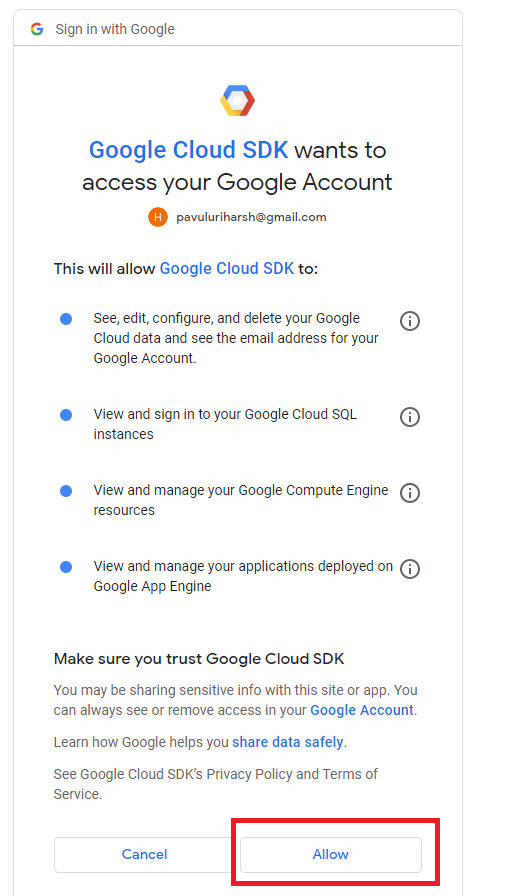 Sign in with Google
Google Cloud SDK wants to
access your Google Account
H pavuluriharsh@gmail.com
This will allow Google Cloud SDK to:
See, edit, configure, and delete your Google
Cloud data and see the email address for your
Google Account.
View and sign in to your Google Cloud SQL
instances
View and manage your Google Compute Engine
resources
View and manage your applications deployed on
Google App Engine
Make sure you trust Google Cloud SDK
You may be sharing sensitive info with this site or app. You
can always see or remove access in your Google Account.
Learn how Google helps you share data safely.
See Google Cloud SDK's Privacy Policy and Terms of
Service.
Cancel Allow